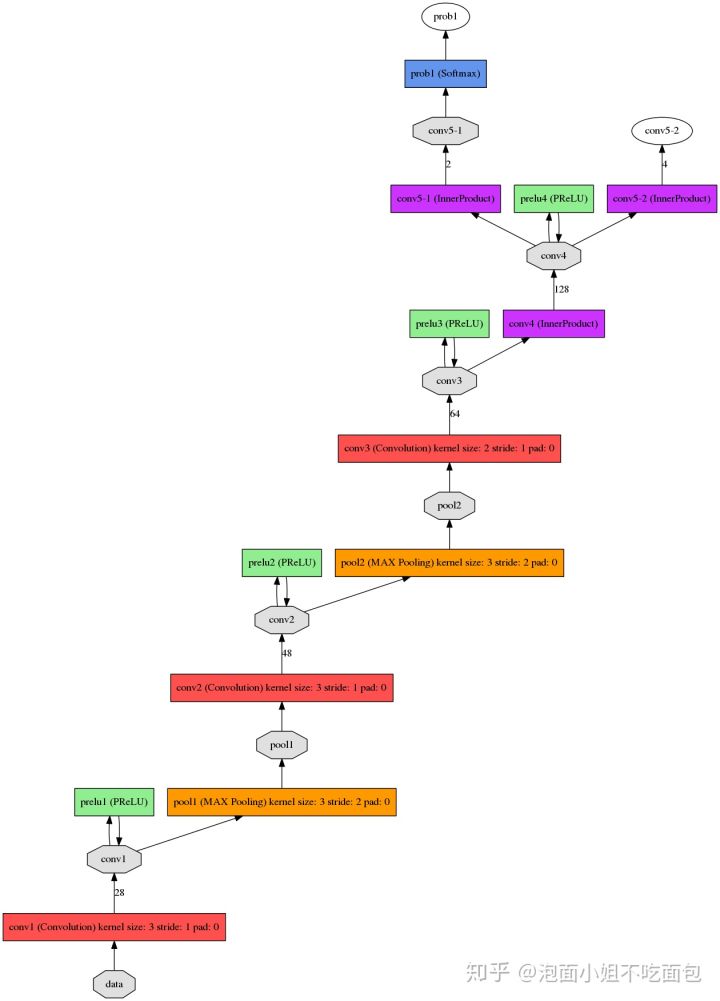 prob1
prob1 (Softmax)
conv5-1
conv5-2
2
4
conv5-1 (InnerProduct)
prelu4 (PReLU)
conv5-2 (InnerProduct)
conv4
128
prelu3 (PReLU)
conv4 (InnerProduct)
conv3
64
conv3 (Convolution) kernel size: 2 stride: 1 pad: 0
pool2
prelu2 (PReLU)
pool2 (MAX Pooling) kernel size: 3 stride: 2 pad: 0
conv2
48
conv2 (Convolution) kernel size: 3 stride: 1 pad: 0
pool1
prelu1 (PReLU)
pool1 (MAX Pooling) kernel size: 3 stride: 2 pad: 0
conv1
28
conv1 (Convolution) kernel size: 3 stride: 1 pad: 0
data
知乎 @泡面小姐不吃面包